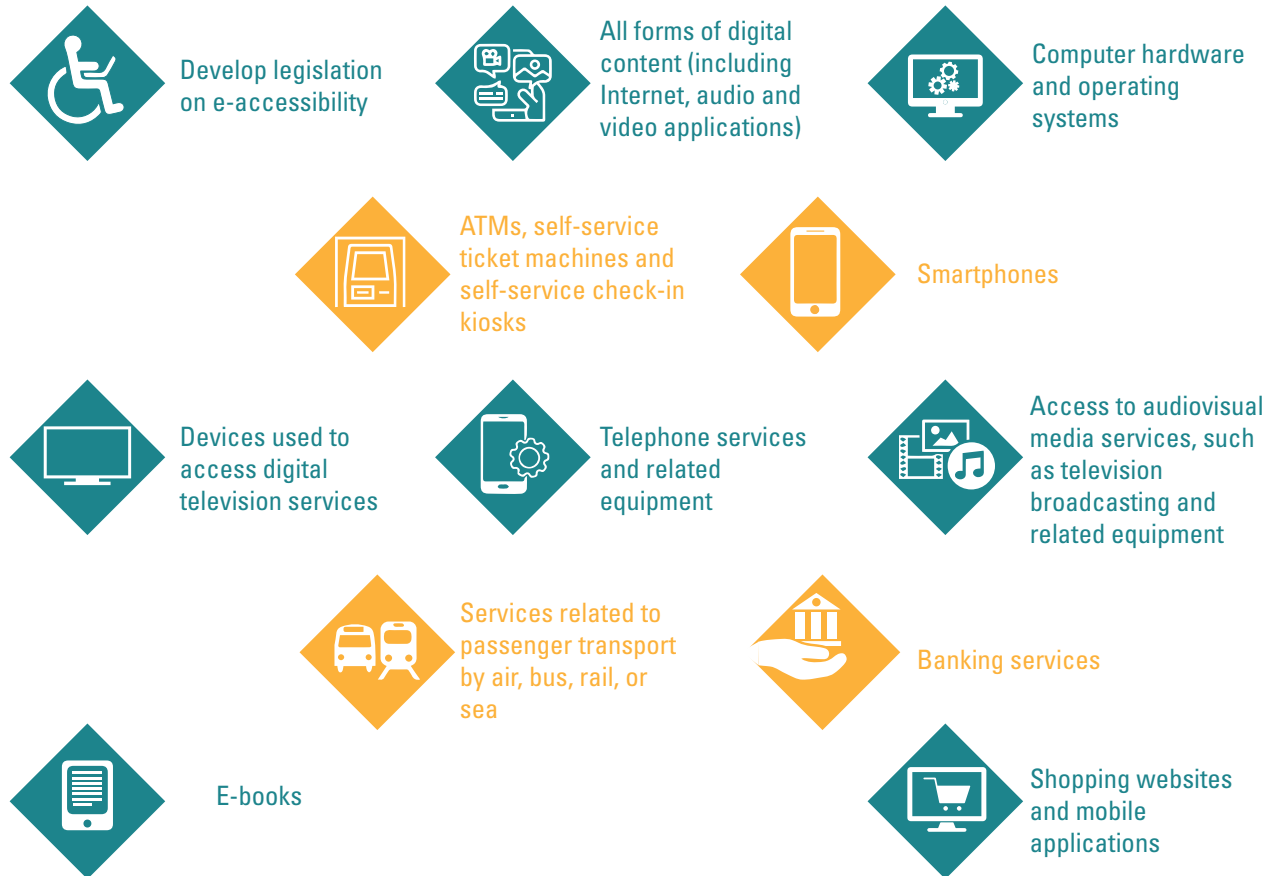 Develop legislation
on e-accessibility
All forms of digital
content (including
Internet, audio and
video applications)
Computer hardware
and operating
systems
ATMs, self-service
ticket machines and
self-service check-in
kiosks
Smartphones
Devices used to
access digital
television services
Telephone services
and related
equipment
Access to audiovisual
media services, such
as television
broadcasting and
related equipment
Services related to
passenger transport
by air, bus, rail, or
sea
Banking services
E-books
Shopping websites
and mobile
applications